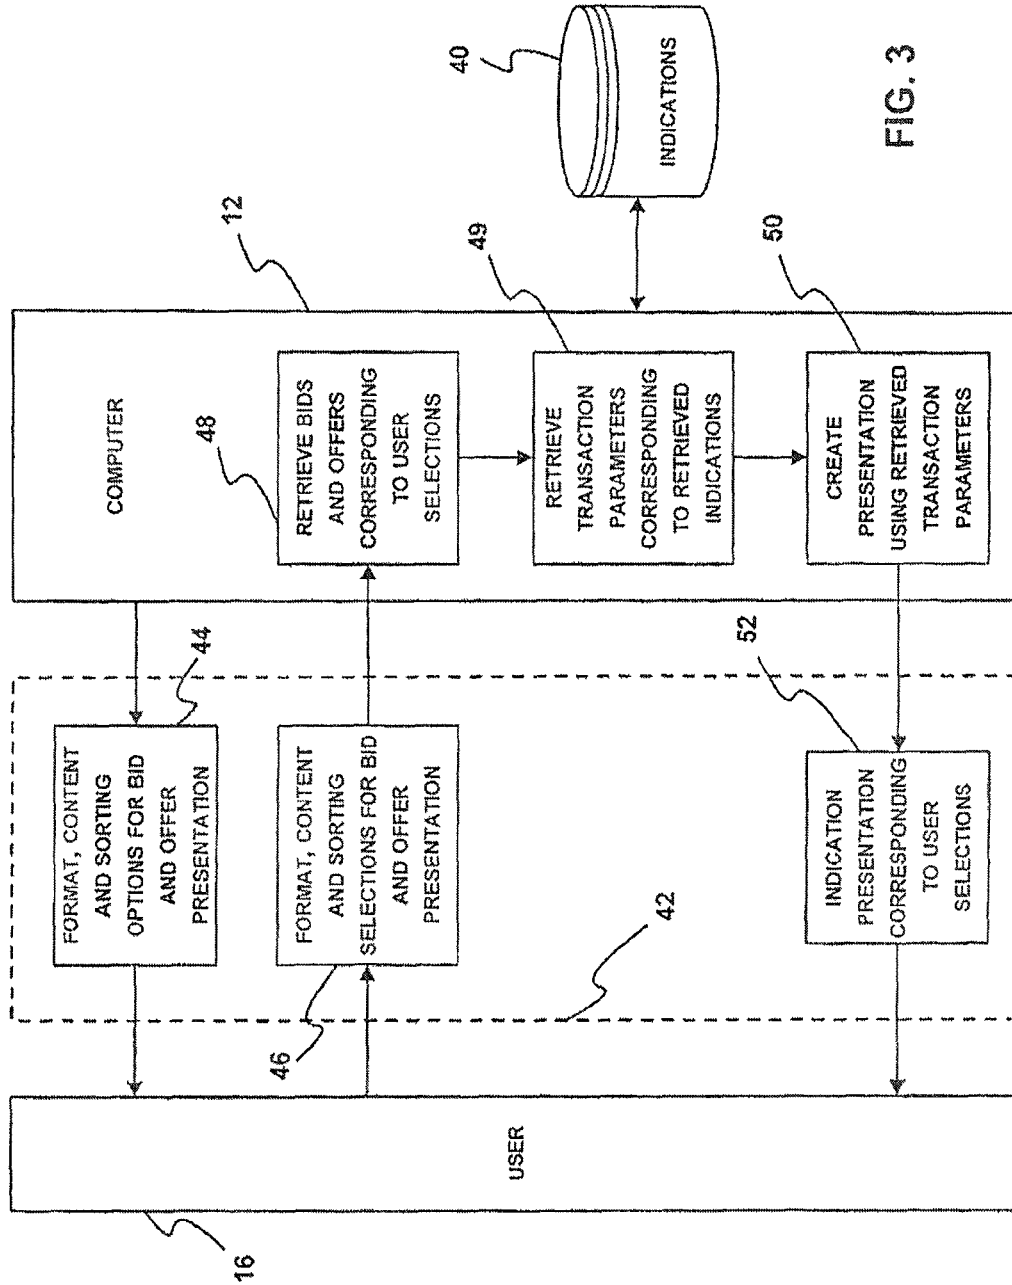 16
USER
46
42
52
44
FORMAT, CONTENT
AND SORTING
OPTIONS FOR BID
AND OFFER
PRESENTATION
FORMAT, CONTENT
AND SORTING
SELECTIONS FOR BID
AND OFFER
PRESENTATION
INDICATION
PRESENTATION
CORRESPONDING
TO USER
SELECTIONS
COMPUTER
12
48
RETRIEVE BIDS
AND OFFERS
CORRESPONDING
TO USER
SELECTIONS
49
RETRIEVE
TRANSACTION
PARAMETERS
CORRESPONDING
TO RETRIEVED
INDICATIONS
50
CREATE
PRESENTATION
USING RETRIEVED
TRANSACTION
PARAMETERS
40
INDICATIONS
FIG. 3